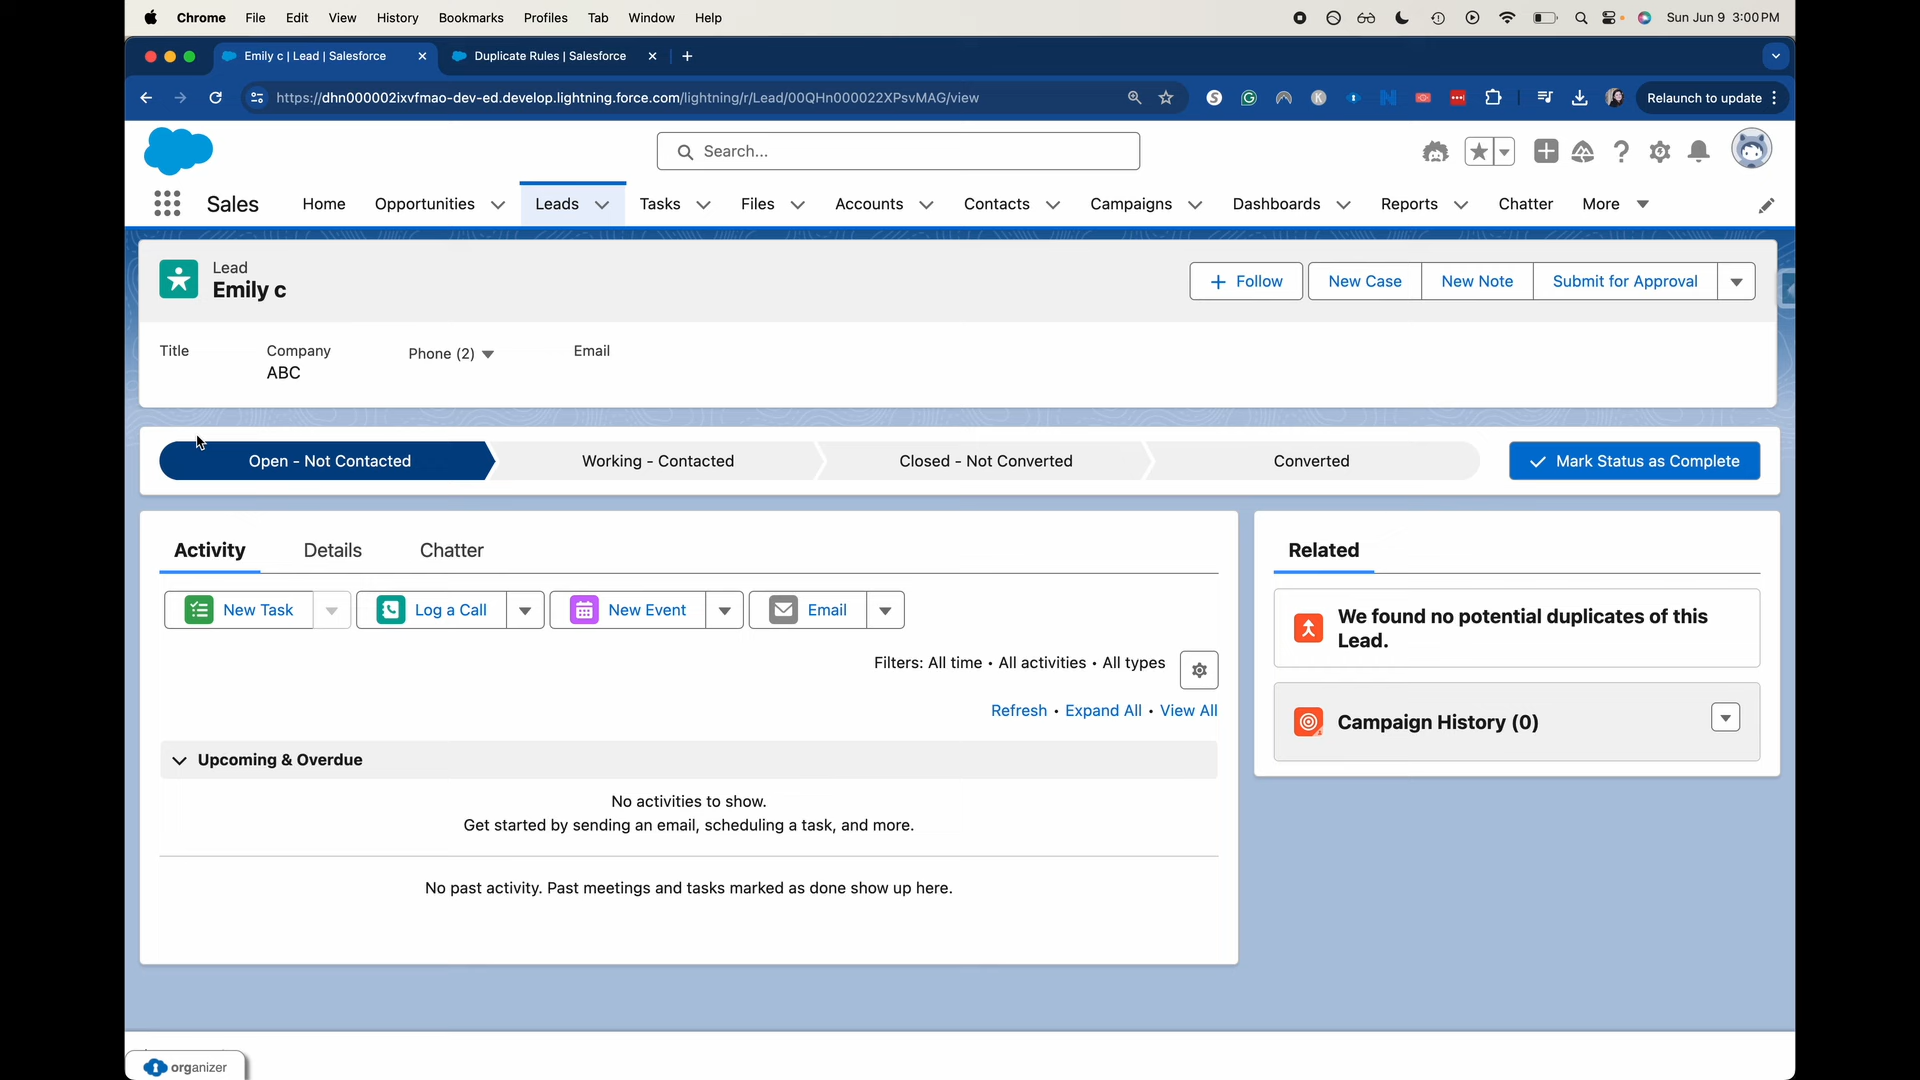 Chrome File Edit View History Bookmarks Profiles Tab Window Help Sun Jun 9 3:00 PM
Emily c | Lead | Salesforce Duplicate Rules | Salesforce
https://dhn000002ixvfmao-dev-ed.develop.lightning.force.com/lightning/r/Lead/00QHn000022XPsvMAG/view Relaunch to update
Search...
Sales Home Opportunities Leads Tasks Files Accounts Contacts Campaigns Dashboards Reports Chatter More
Lead
Emily c
+ Follow New Case New Note Submit for Approval
Title Company Phone (2) Email
ABC
Open - Not Contacted Working - Contacted Closed - Not Converted Converted Mark Status as Complete
Activity Details Chatter
New Task Log a Call New Event Email
Filters: All time • All activities • All types
Refresh • Expand All • View All
Upcoming & Overdue
No activities to show.
Get started by sending an email, scheduling a task, and more.
No past activity. Past meetings and tasks marked as done show up here.
Related
We found no potential duplicates of this
Lead.
Campaign History (0)
organizer